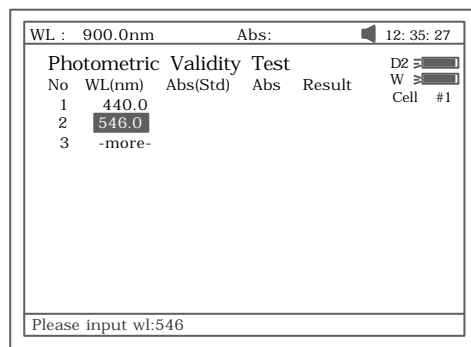 WL : 900.0nm Abs: 12: 35: 27
Photometric Validity Test D2
No WL(nm) Abs(Std) Abs Result W
1 440.0 Cell #1
2 546.0
3 -more-
Please input wl:546